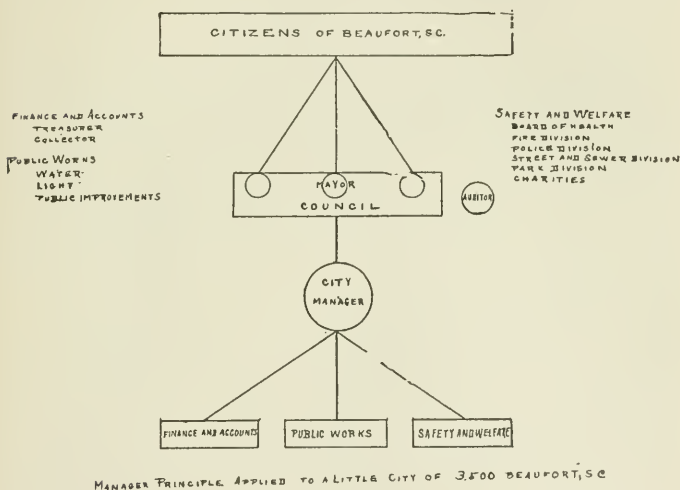 CITIZENS OF BEAUFORT, S.C.
FINANCE AND ACCOUNTS
TREASURER
COLLECTOR
PUBLIC WORKS
WATER
LIGHT
PUBLIC IMPROVEMENTS
SAFETY AND WELFARE
BOARD OF HEALTH
FIRE DIVISION
POLICE DIVISION
STREET AND SEWER DIVISION
PARK DIVISION
CHARITIES
MAYOR
COUNCIL
AUDITOR
CITY
MANAGER
FINANCE AND ACCOUNTS
PUBLIC WORKS
SAFETY AND WELFARE
MANAGER PRINCIPLE APPLIED TO A LITTLE CITY OF 3,500 BEAUFORT, S C